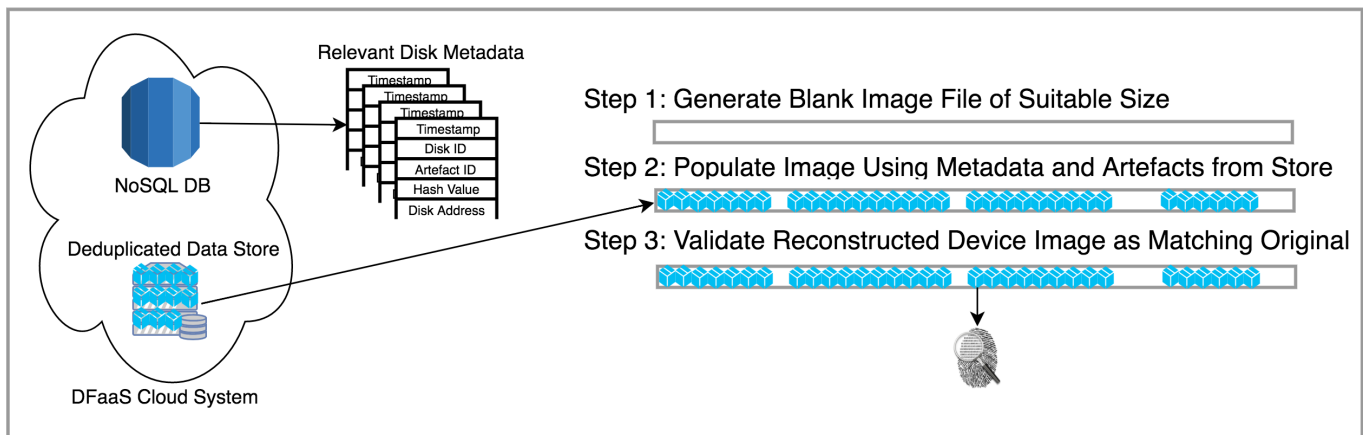 Relevant Disk Metadata
Timestamp
Timestamp
Timestamp
Timestamp
Disk ID
Artefact ID
Hash Value
Disk Address
NoSQL DB
Deduplicated Data Store
DFaaS Cloud System
Step 1: Generate Blank Image File of Suitable Size
Step 2: Populate Image Using Metadata and Artefacts from Store
Step 3: Validate Reconstructed Device Image as Matching Original